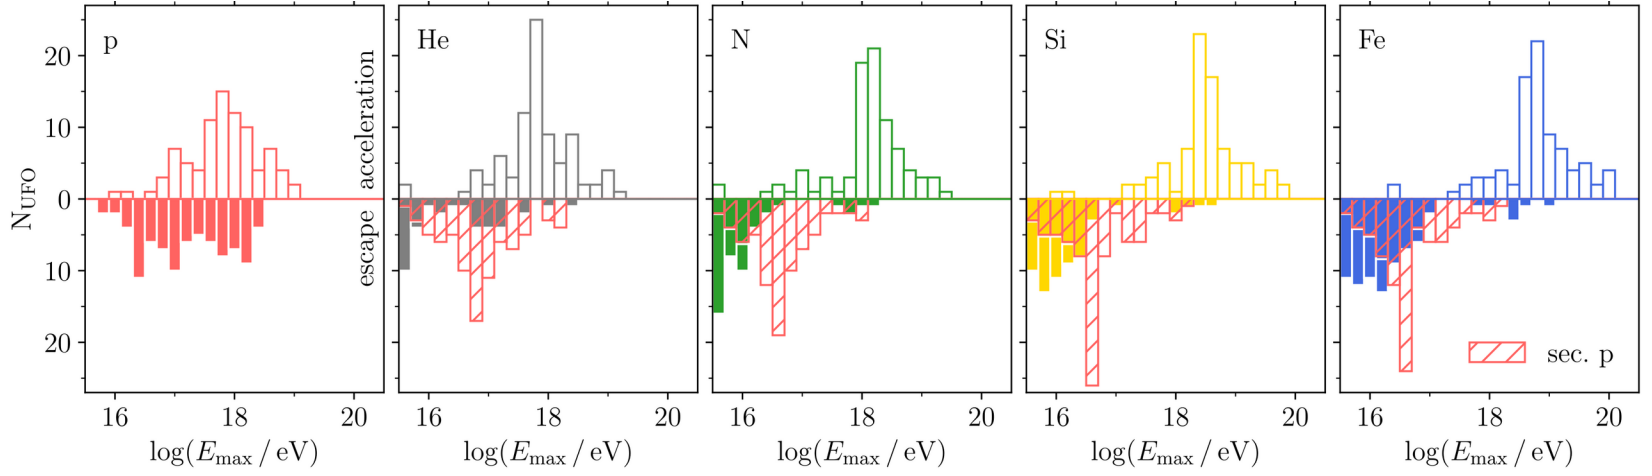 p
He
N
Si
Fe
N_UFO
acceleration
escape
20
10
0
10
20
sec. p
16 18 20
16 18 20
16 18 20
16 18 20
16 18 20
log(E_max / eV)
log(E_max / eV)
log(E_max / eV)
log(E_max / eV)
log(E_max / eV)